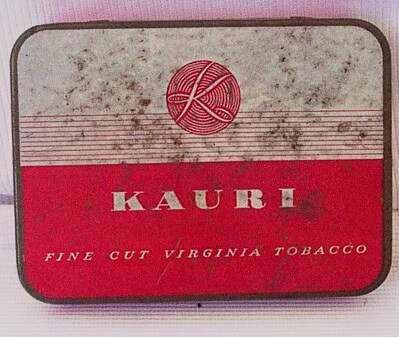 K
KAURI
FINE CUT VIRGINIA TOBACCO